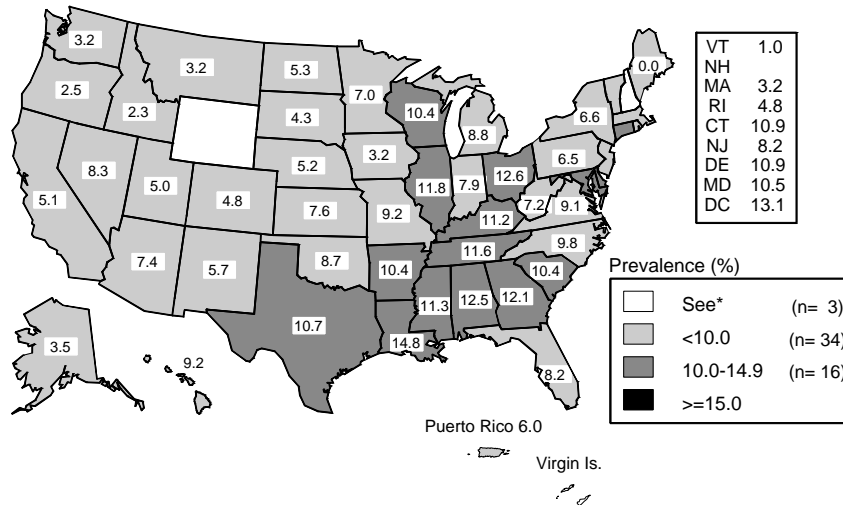 3.2
3.2
5.3
7.0
0.0
2.5
2.3
4.3
10.4
8.8
6.6
8.3
5.0
5.2
3.2
6.5
5.1
4.8
7.6
9.2
11.8
7.9
12.6
7.2
9.1
11.2
7.4
5.7
8.7
10.4
11.6
9.8
10.4
10.7
14.8
11.3
12.5
12.1
8.2
3.5
9.2
Puerto Rico 6.0
Virgin Is.
VT 1.0
NH
MA 3.2
RI 4.8
CT 10.9
NJ 8.2
DE 10.9
MD 10.5
DC 13.1
Prevalence (%)
See* (n= 3)
<10.0 (n= 34)
10.0-14.9 (n= 16)
>=15.0